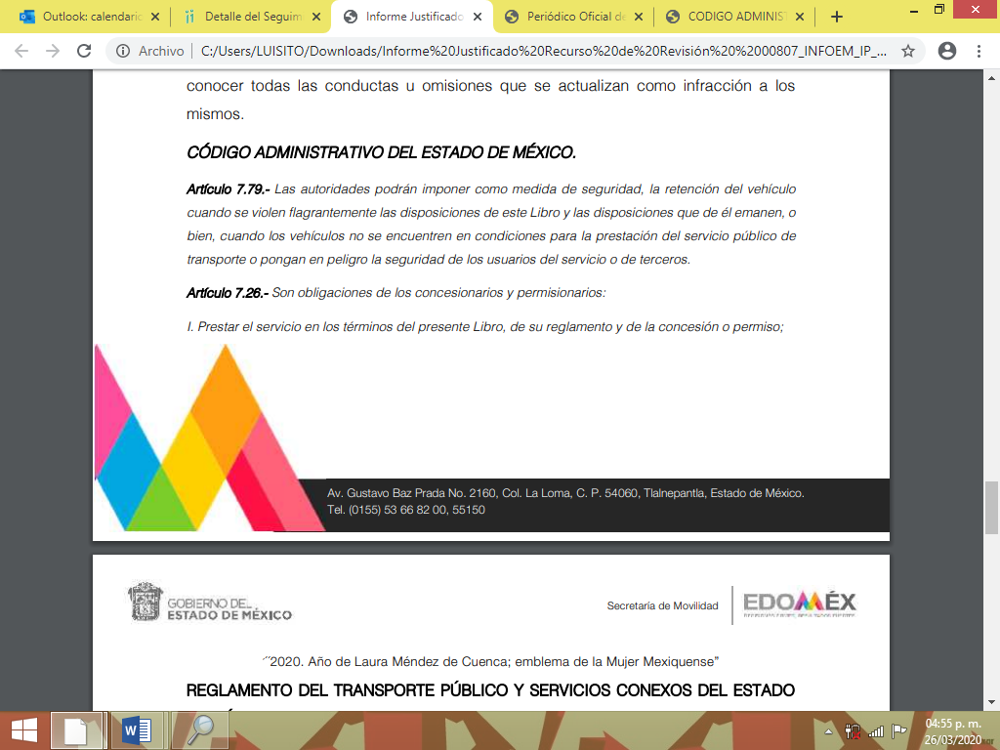 Outlook: calendario
Detalle del Seguim
Informe Justificado
Periódico Oficial de
CODIGO ADMINIST
Archivo
C:/Users/LUISITO/Downloads/Informe%20Justificado%20Recurso%20de%20Revisión%20%2000807_INFOEM_IP_...
conocer todas las conductas u omisiones que se actualizan como infracción a los
mismos.
CÓDIGO ADMINISTRATIVO DEL ESTADO DE MÉXICO.
Artículo 7.79.- Las autoridades podrán imponer como medida de seguridad, la retención del vehículo
cuando se violen flagrantemente las disposiciones de este Libro y las disposiciones que de él emanen, o
bien, cuando los vehículos no se encuentren en condiciones para la prestación del servicio público de
transporte o pongan en peligro la seguridad de los usuarios del servicio o de terceros.
Artículo 7.26.- Son obligaciones de los concesionarios y permisionarios:
I. Prestar el servicio en los términos del presente Libro, de su reglamento y de la concesión o permiso;
Av. Gustavo Baz Prada No. 2160, Col. La Loma, C. P. 54060, Tlalnepantla, Estado de México.
Tel. (0155) 53 66 82 00, 55150
GOBIERNO DEL
ESTADO DE MÉXICO
Secretaría de Movilidad
EDOMÉX
DECISIONES FIRMES, RESULTADOS FUERTES.
´´2020. Año de Laura Méndez de Cuenca; emblema de la Mujer Mexiquense”
REGLAMENTO DEL TRANSPORTE PÚBLICO Y SERVICIOS CONEXOS DEL ESTADO
04:55 p. m.
26/03/2020